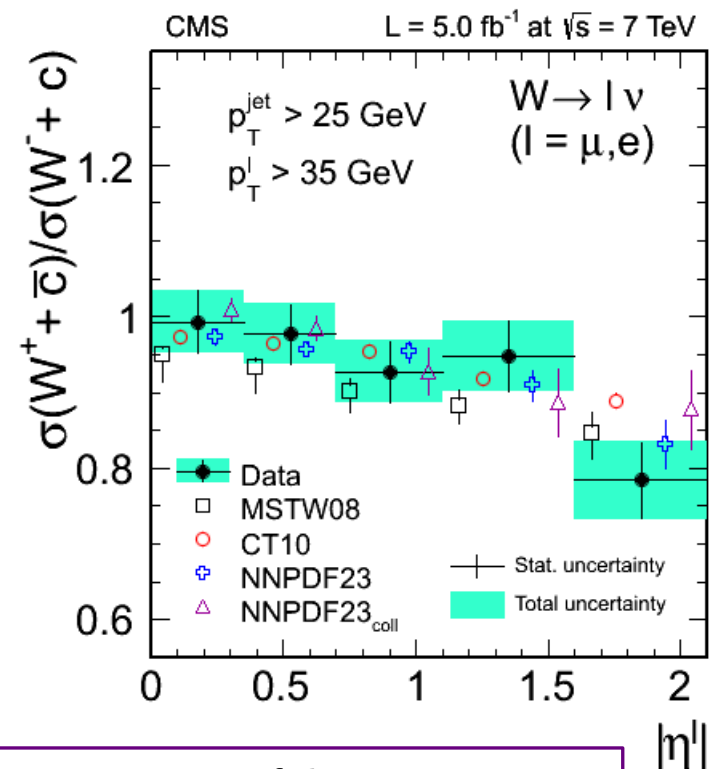 CMS L = 5.0 fb⁻¹ at √s = 7 TeV
σ(W⁺ + c̄)/σ(W⁻ + c)
p_T^jet > 25 GeV
p_T^l > 35 GeV
W → l ν
(l = μ,e)
1.2
1
0.8
0.6
Data
MSTW08
CT10
NNPDF23
NNPDF23_coll
Stat. uncertainty
Total uncertainty
0 0.5 1 1.5 2
|η^l|